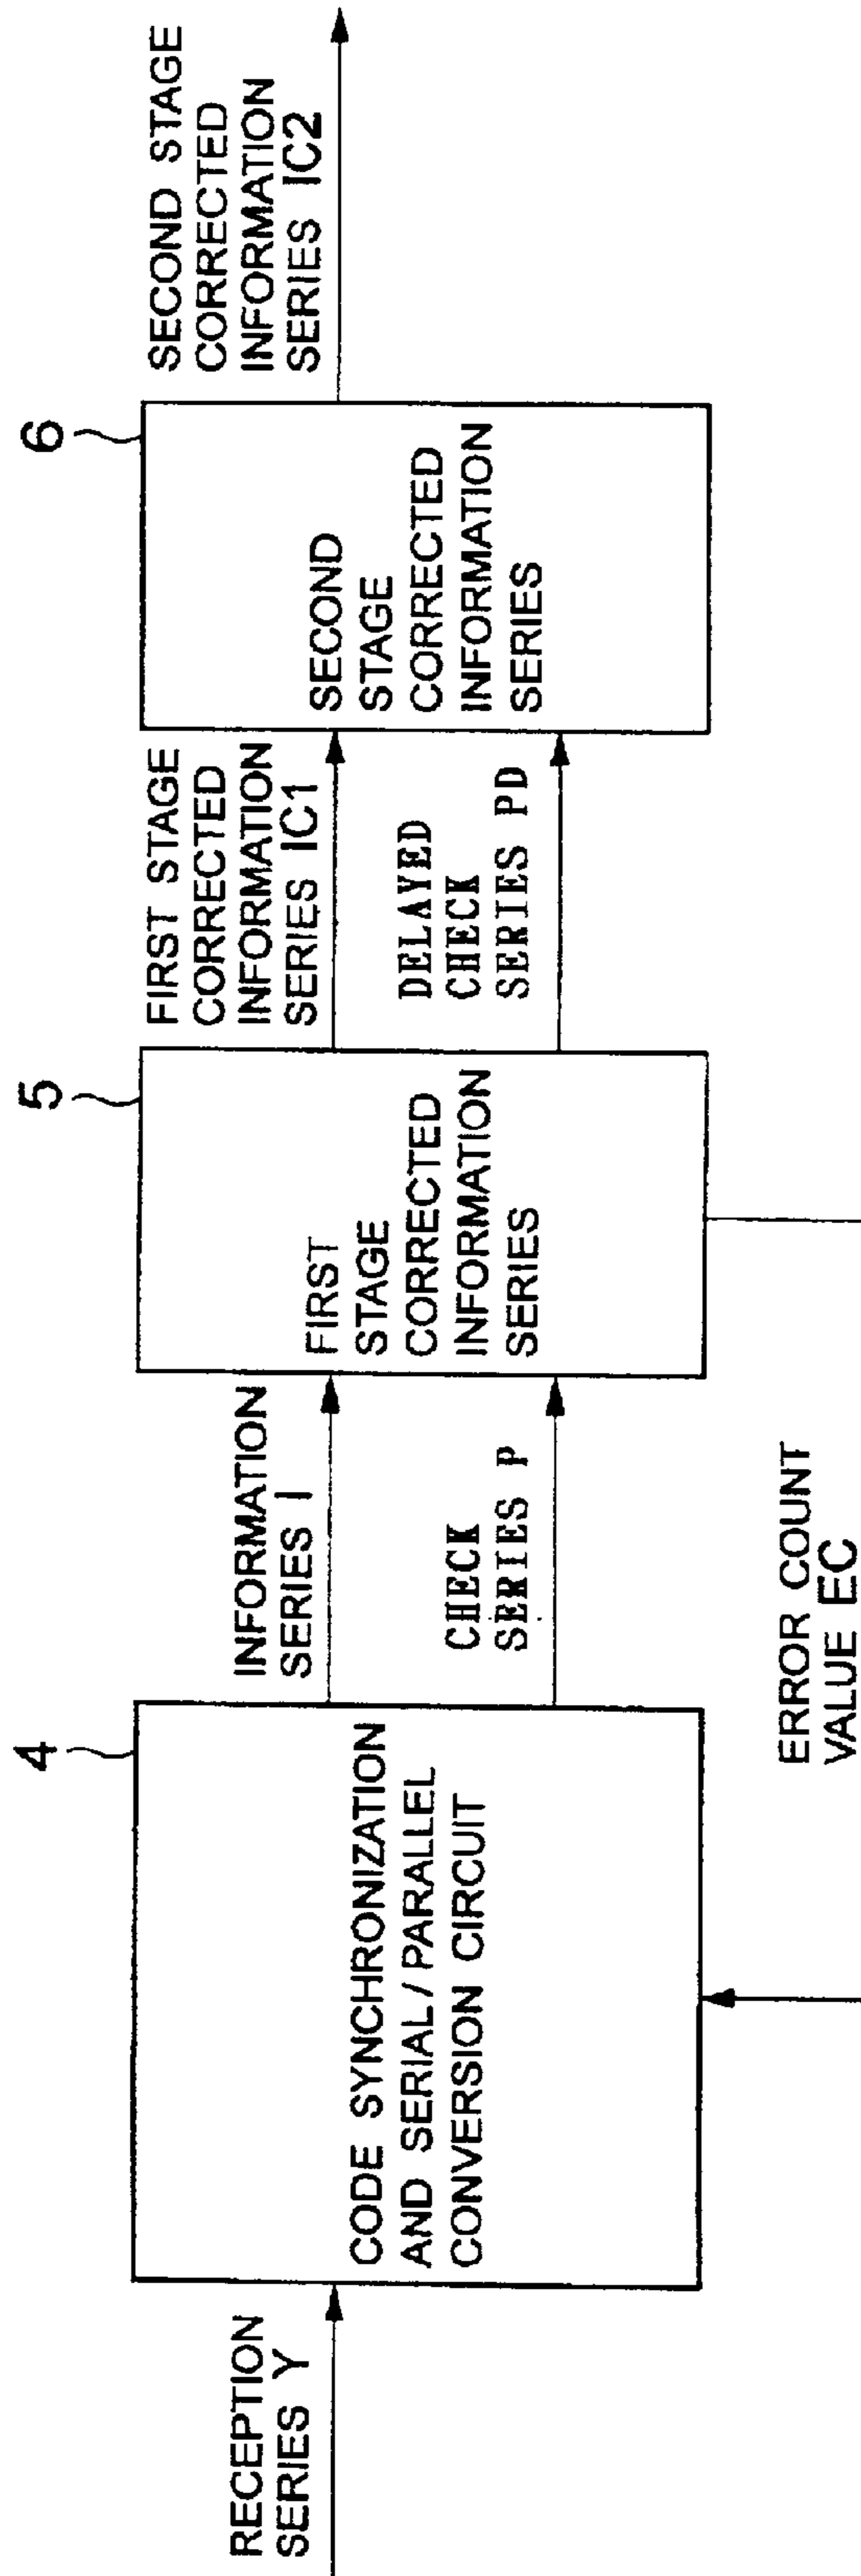 RECEPTION
SERIES Y
4
CODE SYNCHRONIZATION
AND SERIAL/PARALLEL
CONVERSION CIRCUIT
INFORMATION
SERIES I
CHECK
SERIES P
5
FIRST
STAGE
CORRECTED
INFORMATION
SERIES
FIRST STAGE
CORRECTED
INFORMATION
SERIES IC1
DELAYED
CHECK
SERIES PD
6
SECOND
STAGE
CORRECTED
INFORMATION
SERIES
SECOND STAGE
CORRECTED
INFORMATION
SERIES IC2
ERROR COUNT
VALUE EC